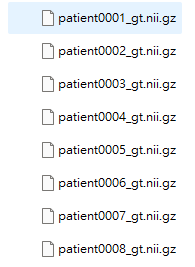 patient0001_gt.nii.gz
patient0002_gt.nii.gz
patient0003_gt.nii.gz
patient0004_gt.nii.gz
patient0005_gt.nii.gz
patient0006_gt.nii.gz
patient0007_gt.nii.gz
patient0008_gt.nii.gz